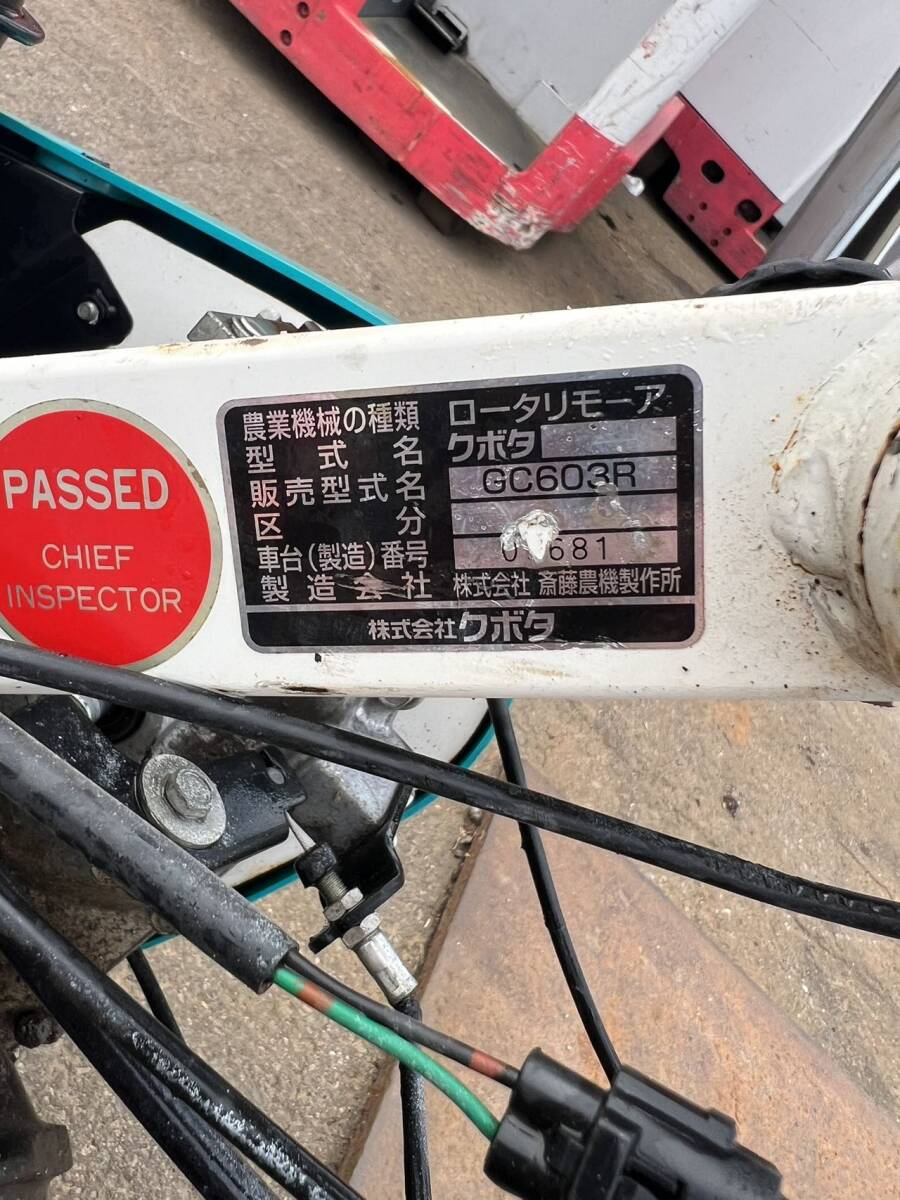 PASSED
CHIEF
INSPECTOR
農業機械の種類 ロータリモーア
型式名 クボタ
販売型式名 GC603R
区分
車台(製造)番号 681
製造会社 株式会社 斎藤農機製作所
株式会社クボタ